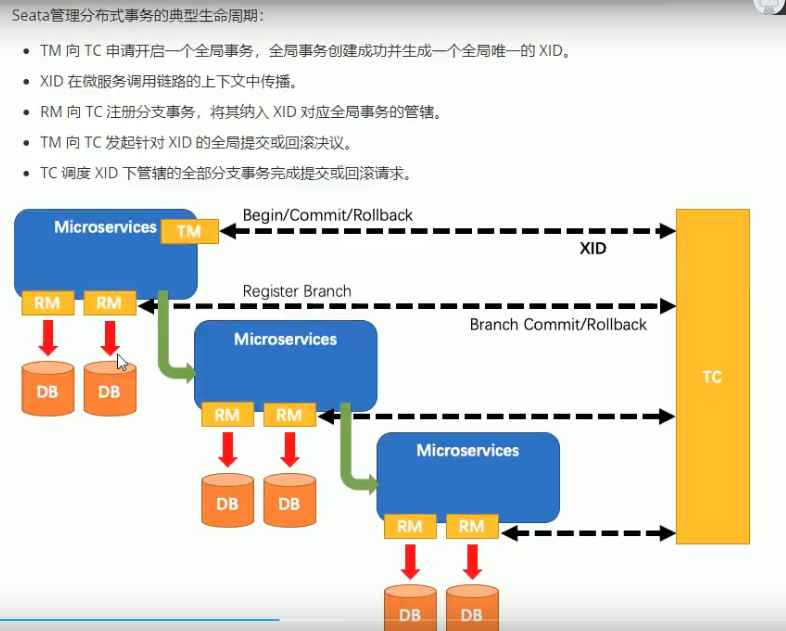 Seata管理分布式事务的典型生命周期：
TM 向 TC 申请开启一个全局事务，全局事务创建成功并生成一个全局唯一的 XID。
XID 在微服务调用链路的上下文中传播。
RM 向 TC 注册分支事务，将其纳入 XID 对应全局事务的管辖。
TM 向 TC 发起针对 XID 的全局提交或回滚决议。
TC 调度 XID 下管辖的全部分支事务完成提交或回滚请求。
Begin/Commit/Rollback
Microservices
TM
XID
RM
RM
Register Branch
Branch Commit/Rollback
Microservices
TC
DB
DB
RM
RM
Microservices
DB
DB
RM
RM
DB
DB